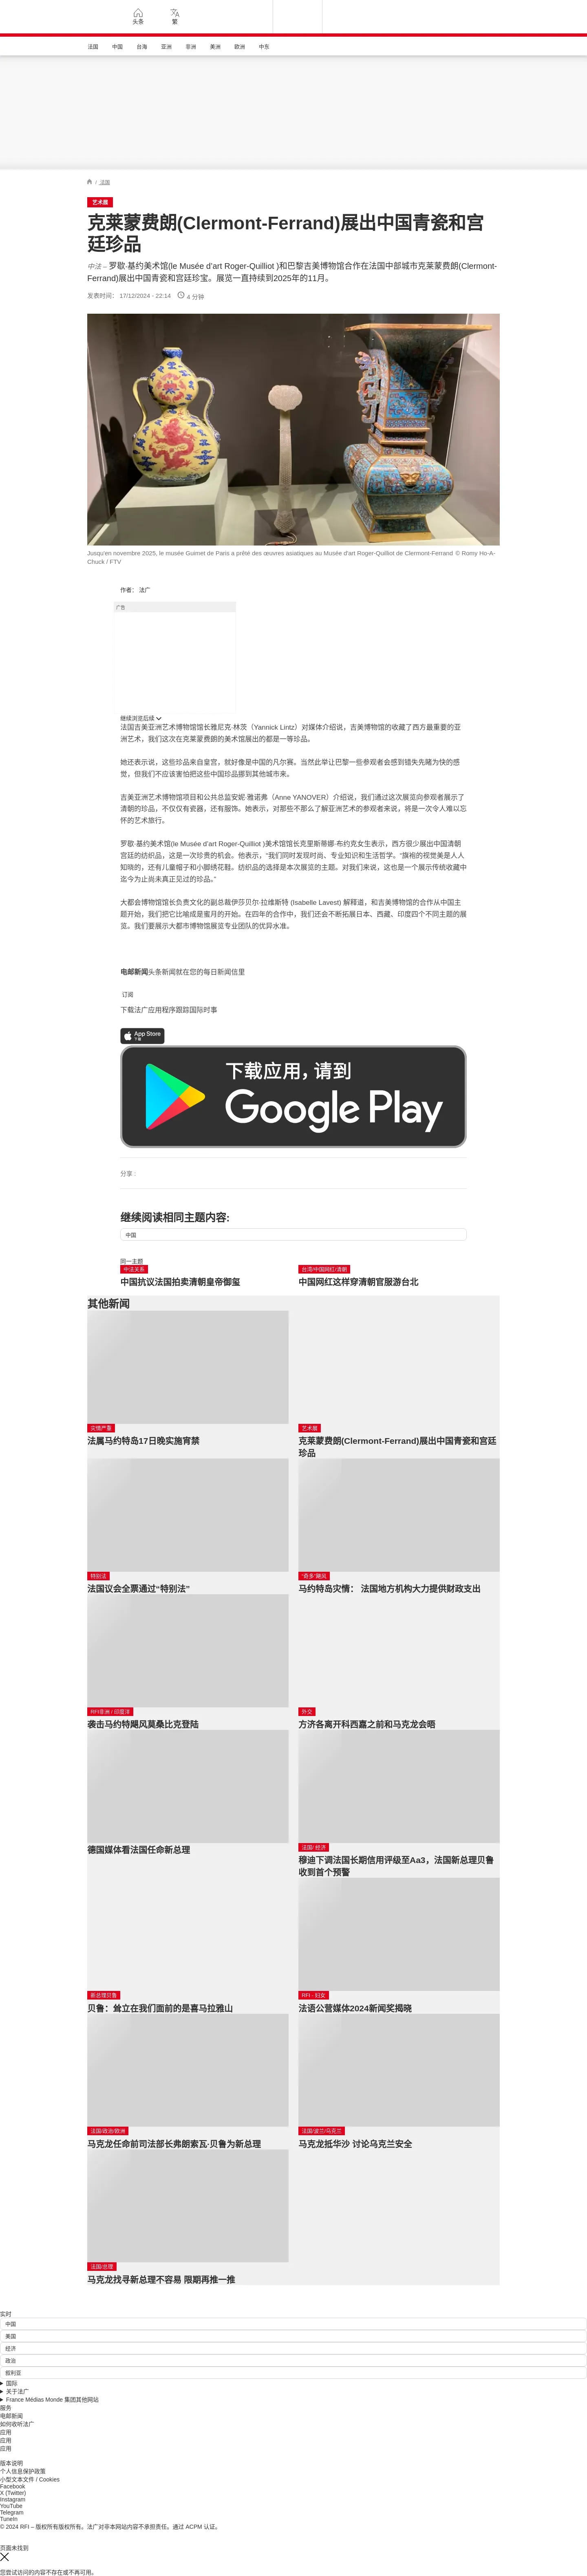 头条
繁
法国
中国
台海
亚洲
非洲
美洲
欧洲
中东
/ 法国
艺术展
克莱蒙费朗(Clermont-Ferrand)展出中国青瓷和宫
廷珍品
中法 – 罗歇·基约美术馆(le Musée d'art Roger-Quilliot )和巴黎吉美博物馆合作在法国中部城市克莱蒙费朗(Clermont-
Ferrand)展出中国青瓷和宫廷珍宝。展览一直持续到2025年的11月。
发表时间： 17/12/2024 - 22:14 4 分钟
Jusqu'en novembre 2025, le musée Guimet de Paris a prêté des œuvres asiatiques au Musée d'art Roger-Quilliot de Clermont-Ferrand © Romy Ho-A-
Chuck / FTV
作者： 法广
广告
继续浏览后续
法国吉美亚洲艺术博物馆馆长雅尼克·林茨（Yannick Lintz）对媒体介绍说，吉美博物馆的收藏了西方最重要的亚
洲艺术，我们这次在克莱蒙费朗的美术馆展出的都是一等珍品。
她还表示说，这些珍品来自皇宫，就好像是中国的凡尔赛。当然此举让巴黎一些参观者会感到错失先睹为快的感
觉，但我们不应该害怕把这些中国珍品挪到其他城市来。
吉美亚洲艺术博物馆项目和公共总监安妮·雅诺弗（Anne YANOVER）介绍说，我们通过这次展览向参观者展示了
清朝的珍品，不仅仅有瓷器，还有服饰。她表示，对那些不那么了解亚洲艺术的参观者来说，将是一次令人难以忘
怀的艺术旅行。
罗歇·基约美术馆(le Musée d'art Roger-Quilliot )美术馆馆长克里斯蒂娜·布约克女生表示，西方很少展出中国清朝
宫廷的纺织品，这是一次珍贵的机会。他表示，“我们同时发现时尚、专业知识和生活哲学。“旗袍的视觉美是人人
知晓的，还有儿童帽子和小脚绣花鞋。纺织品的选择是本次展览的主题。对我们来说，这也是一个展示传统收藏中
迄今为止尚未真正见过的珍品。”
大都会博物馆馆长负责文化的副总裁伊莎贝尔·拉维斯特 (Isabelle Lavest) 解释道，和吉美博物馆的合作从中国主
题开始，我们把它比喻成是蜜月的开始。在四年的合作中，我们还会不断拓展日本、西藏、印度四个不同主题的展
览。我们要展示大都市博物馆展览专业团队的优异水准。
电邮新闻头条新闻就在您的每日新闻信里
订阅
下载法广应用程序跟踪国际时事
App Store
下载
下载应用，请到
Google Play
分享 :
继续阅读相同主题内容:
中国
同一主题
中法关系
中国抗议法国拍卖清朝皇帝御玺
台湾/中国网红/清朝
中国网红这样穿清朝官服游台北
其他新闻
灾情严重
法属马约特岛17日晚实施宵禁
艺术展
克莱蒙费朗(Clermont-Ferrand)展出中国青瓷和宫廷
珍品
特别法
法国议会全票通过“特别法”
“奇多”飓风
马约特岛灾情： 法国地方机构大力提供财政支出
RFI非洲 / 印度洋
袭击马约特飓风莫桑比克登陆
外交
方济各离开科西嘉之前和马克龙会晤
德国媒体看法国任命新总理
法国/ 经济
穆迪下调法国长期信用评级至Aa3，法国新总理贝鲁
收到首个预警
新总理贝鲁
贝鲁：耸立在我们面前的是喜马拉雅山
RFI - 妇女
法语公营媒体2024新闻奖揭晓
法国/政治/欧洲
马克龙任命前司法部长弗朗索瓦·贝鲁为新总理
法国/波兰/乌克兰
马克龙抵华沙 讨论乌克兰安全
法国/总理
马克龙找寻新总理不容易 限期再推一推
实时
中国
美国
经济
政治
叙利亚
国际
关于法广
France Médias Monde 集团其他网站
服务
电邮新闻
如何收听法广
应用
应用
应用
版本说明
个人信息保护政策
小型文本文件 / Cookies
Facebook
X (Twitter)
Instagram
YouTube
Telegram
TuneIn
© 2024 RFI – 版权所有版权所有。法广对非本网站内容不承担责任。通过 ACPM 认证。
页面未找到
您尝试访问的内容不存在或不再可用。